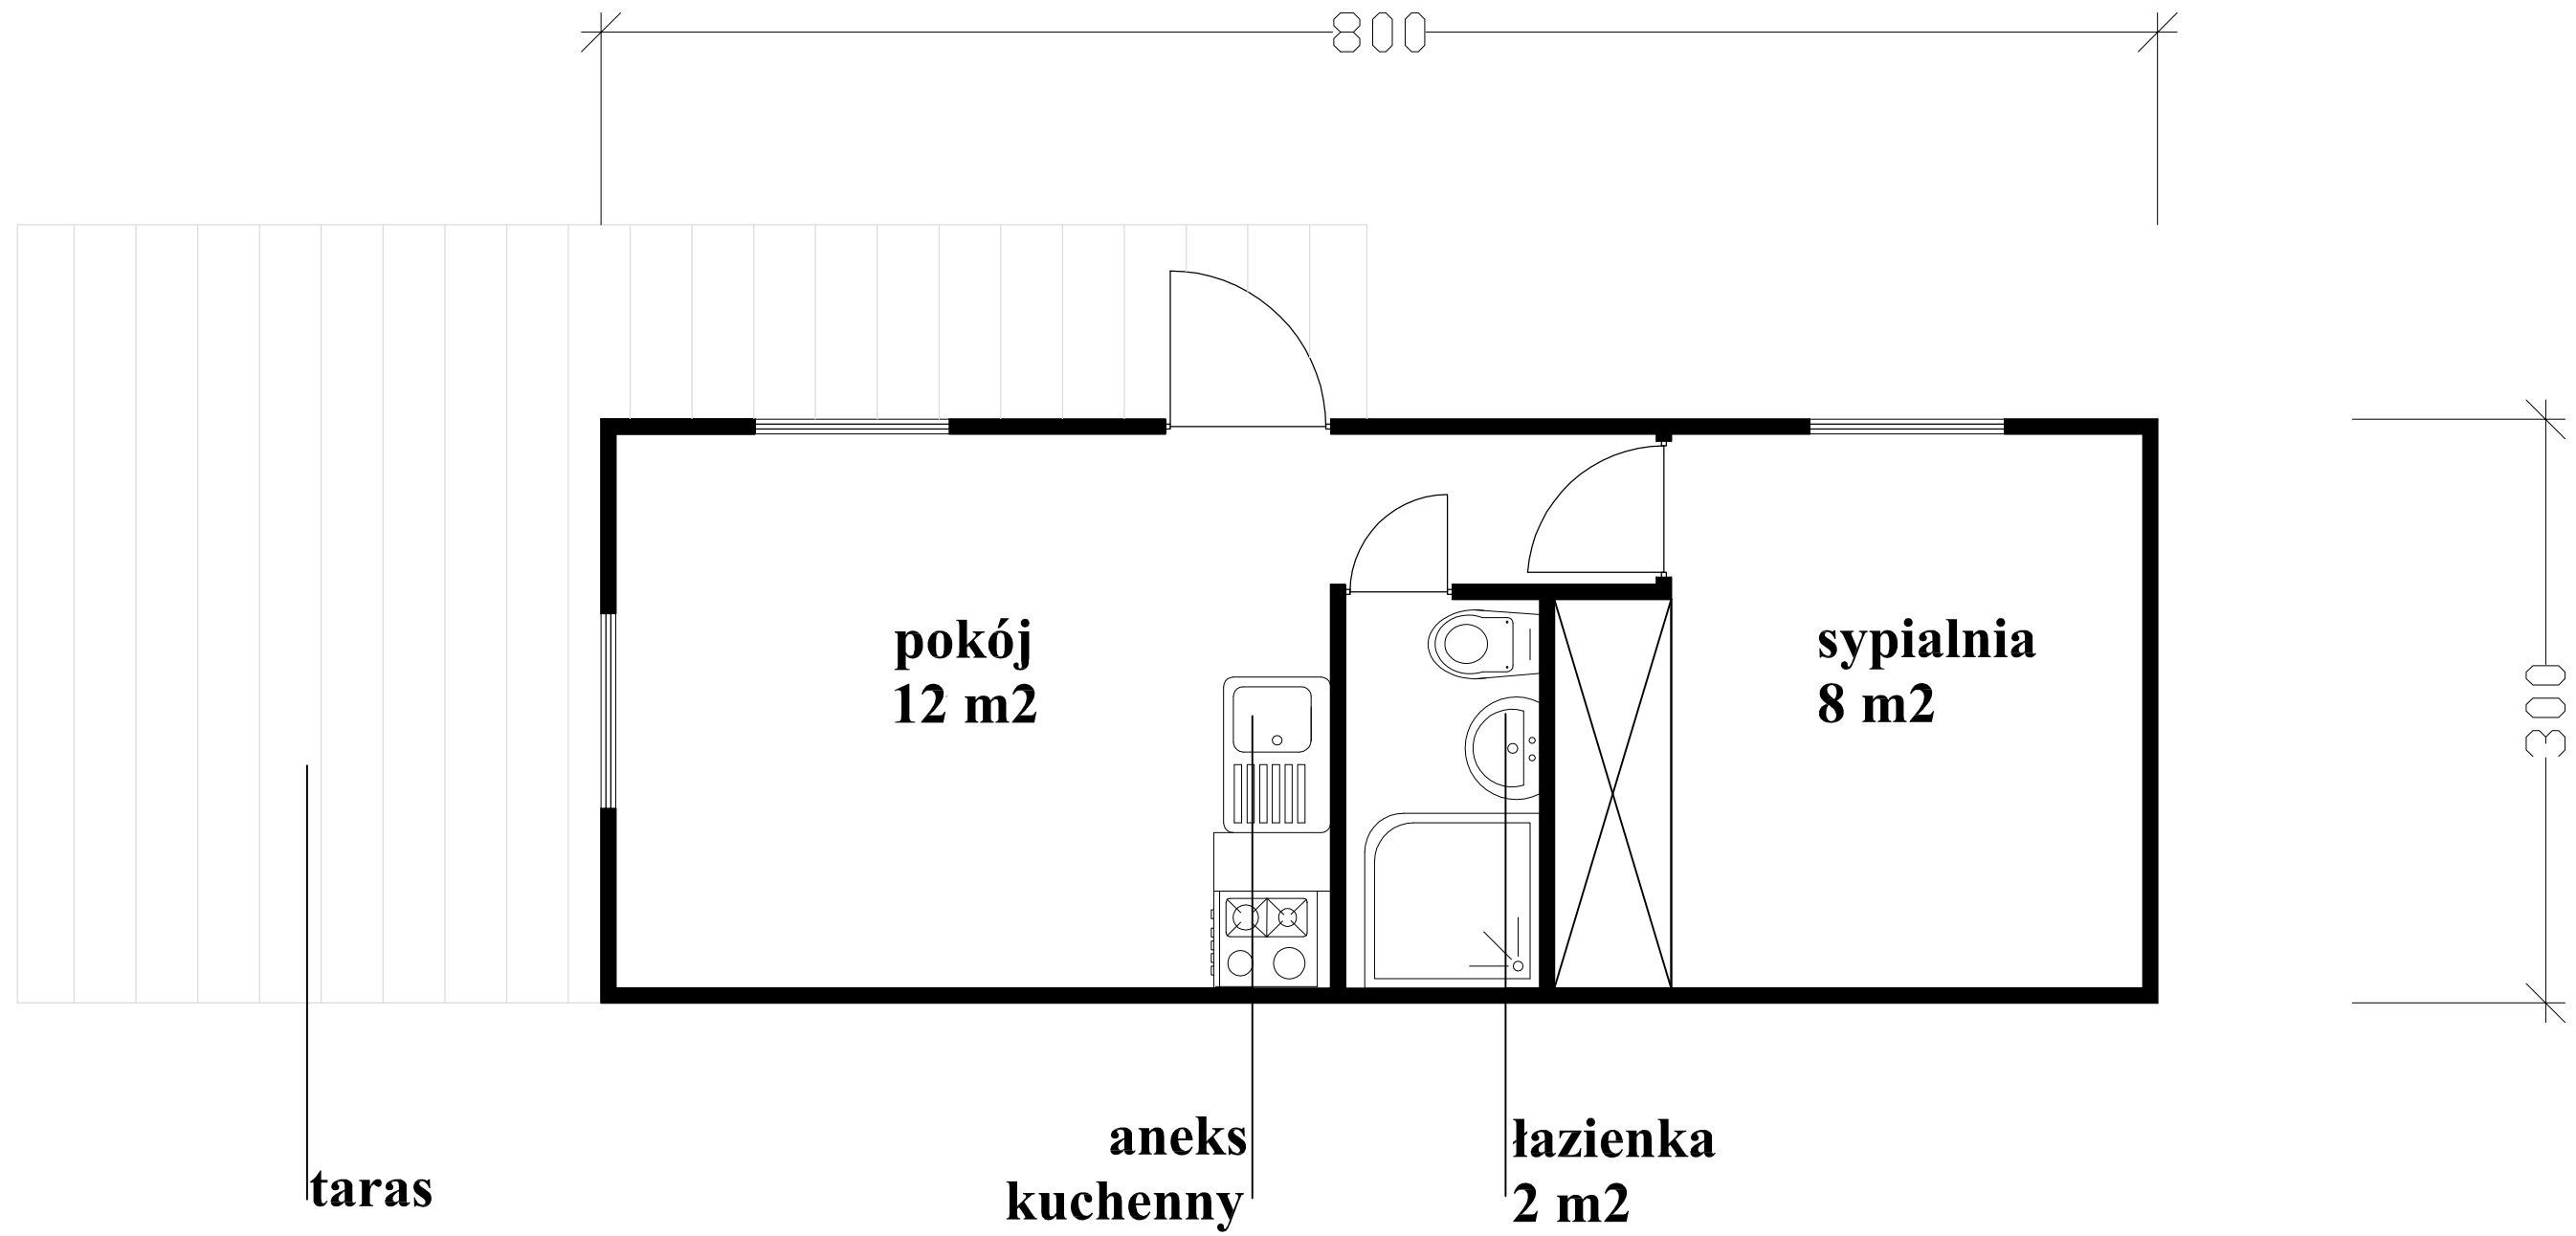 800
pokój
12 m2
sypialnia
8 m2
300
aneks
kuchenny
łazienka
2 m2
taras